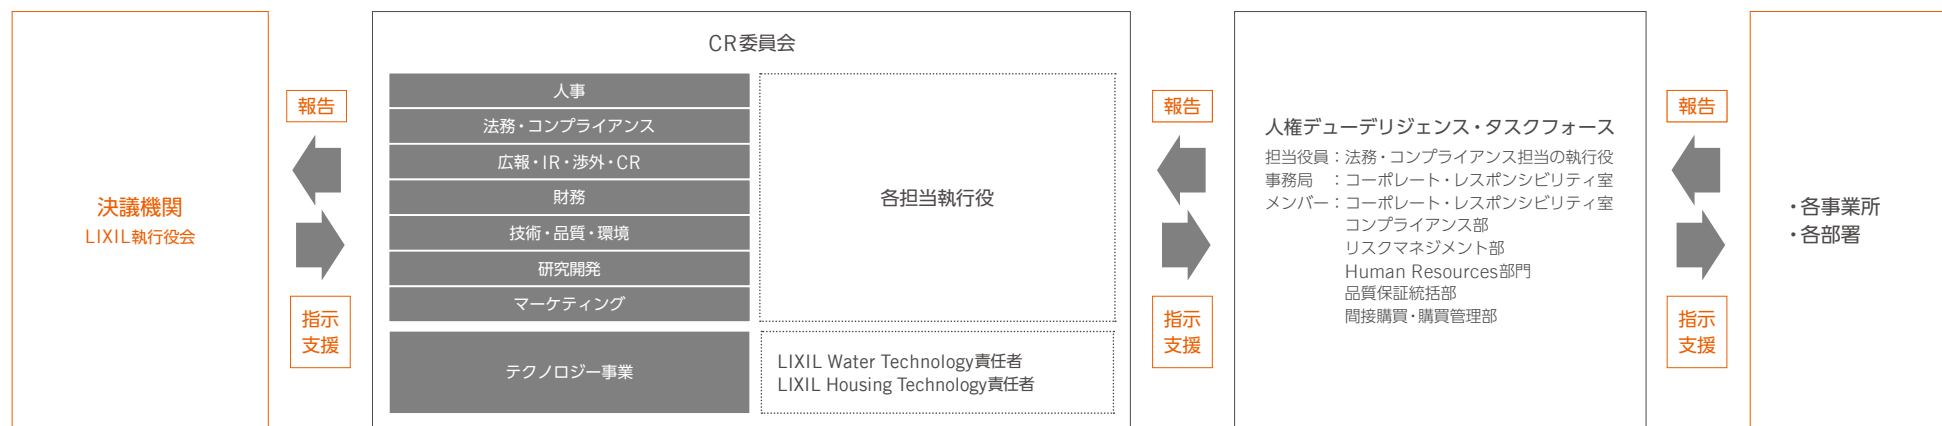 決議機関
LIXIL執行役会
報告
指示
支援
CR委員会
人事
法務・コンプライアンス
広報・IR・渉外・CR
財務
技術・品質・環境
研究開発
マーケティング
各担当執行役
テクノロジー事業
LIXIL Water Technology責任者
LIXIL Housing Technology責任者
報告
指示
支援
人権デューデリジェンス・タスクフォース
担当役員：法務・コンプライアンス担当の執行役
事務局　：コーポレート・レスポンシビリティ室
メンバー：コーポレート・レスポンシビリティ室
コンプライアンス部
リスクマネジメント部
Human Resources部門
品質保証統括部
間接購買・購買管理部
報告
指示
支援
・各事業所
・各部署